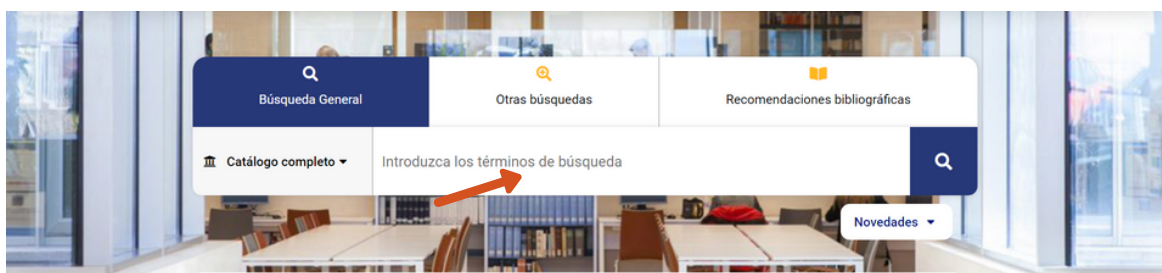 Búsqueda General
Otras búsquedas
Recomendaciones bibliográficas
Catálogo completo
Introduzca los términos de búsqueda
Novedades